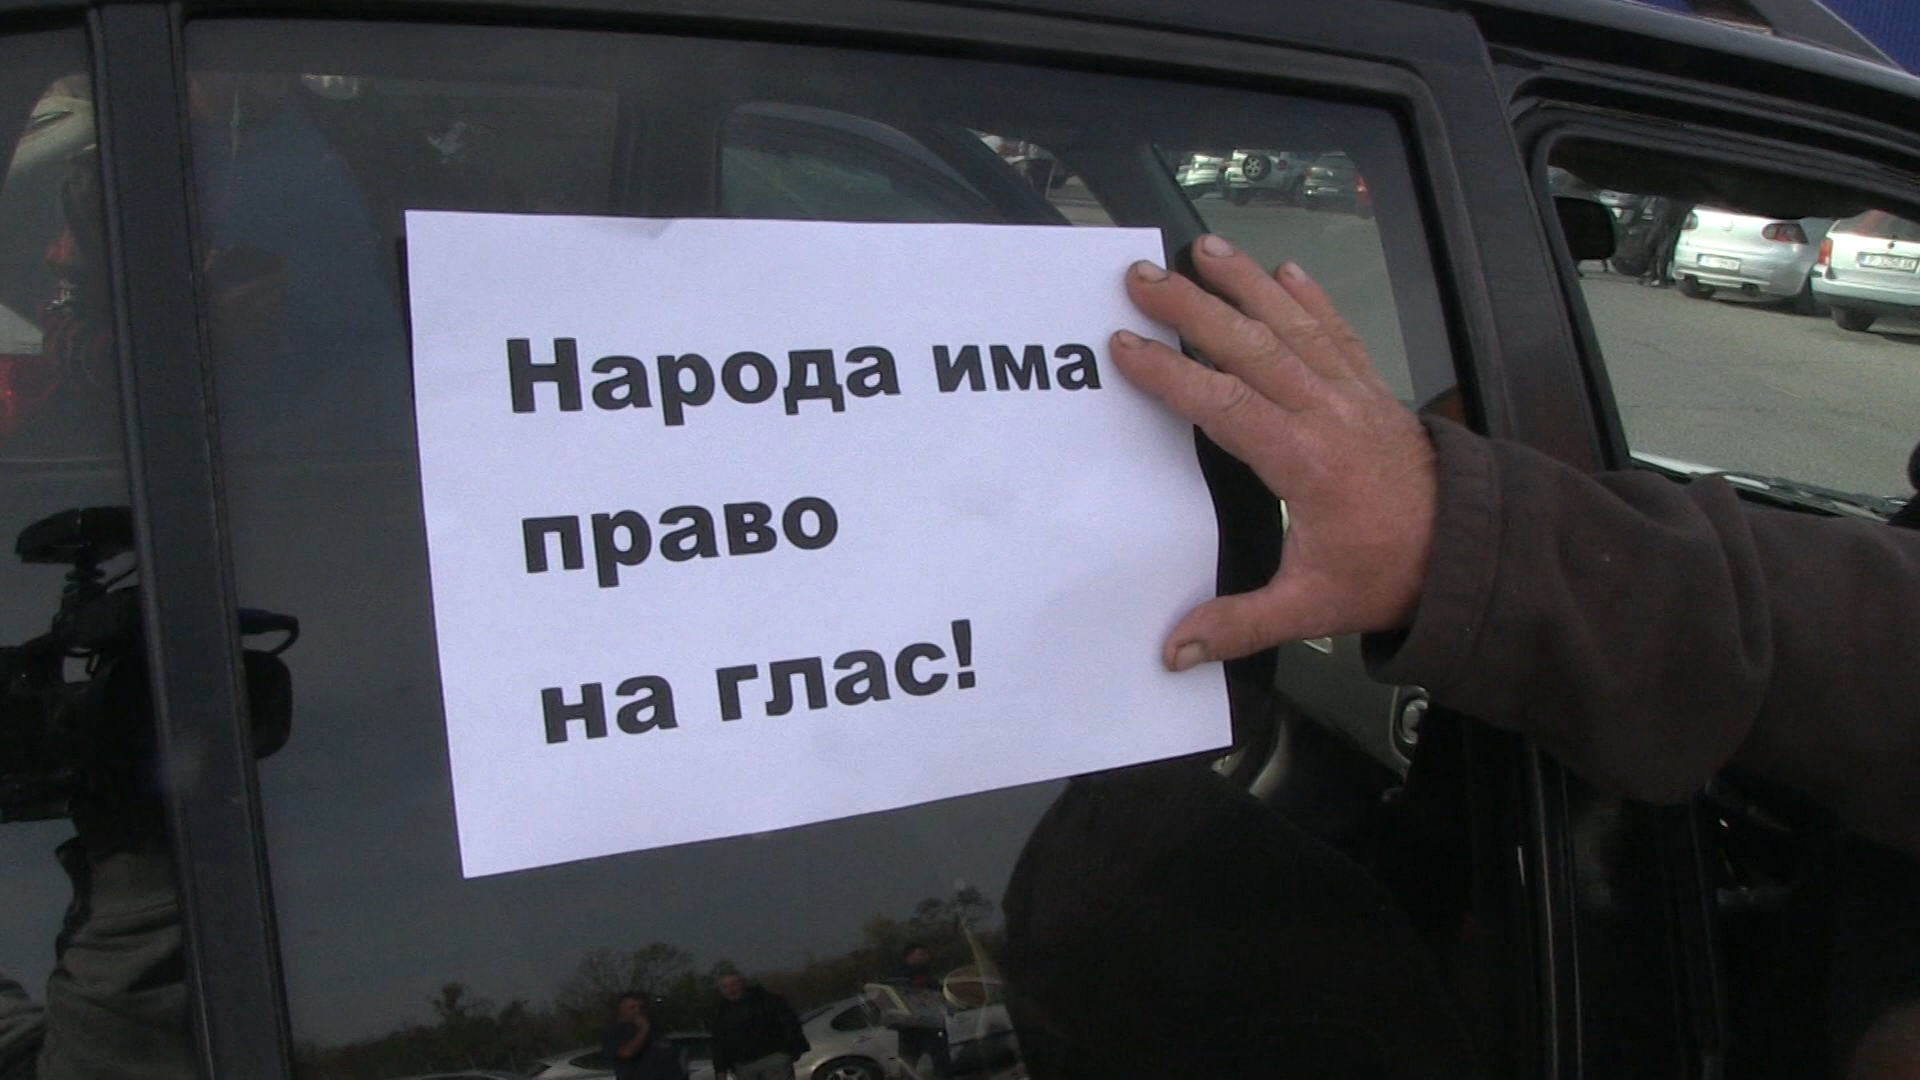 Народа има
право
на глас!